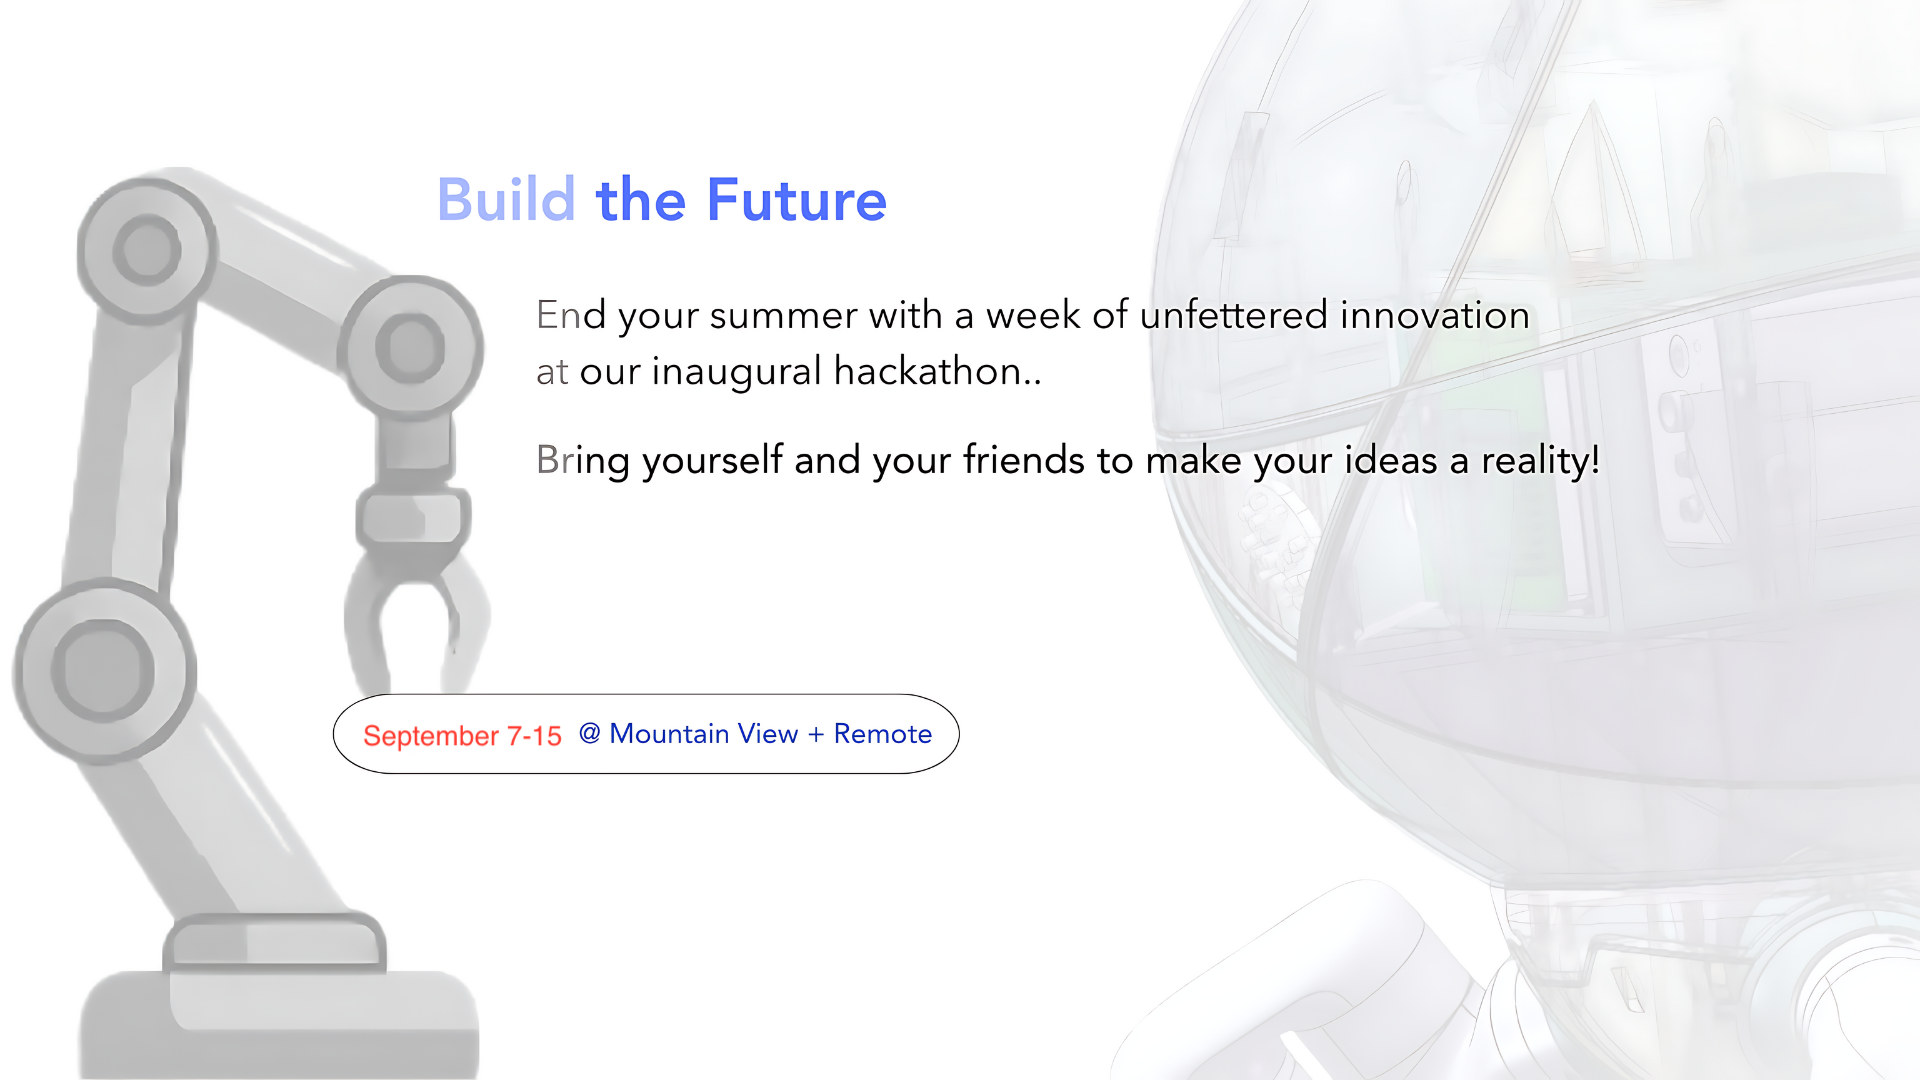 Build the Future
End your summer with a week of unfettered innovation
at our inaugural hackathon..
Bring yourself and your friends to make your ideas a reality!
September 7-15 @ Mountain View + Remote